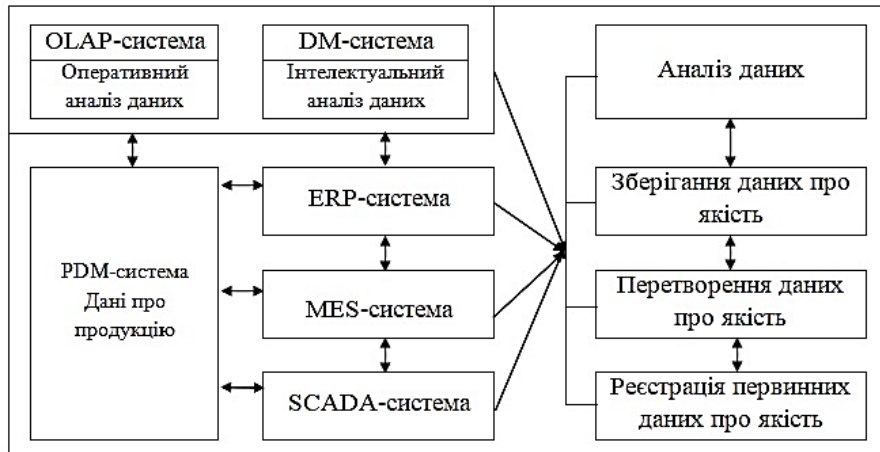 OLAP-система
Оперативний
аналіз даних
DM-система
Інтелектуальний
аналіз даних
PDM-система
Дані про
продукцію
ERP-система
MES-система
SCADA-система
Аналіз даних
Зберігання даних про
якість
Перетворення даних
про якість
Реєстрація первинних
даних про якість